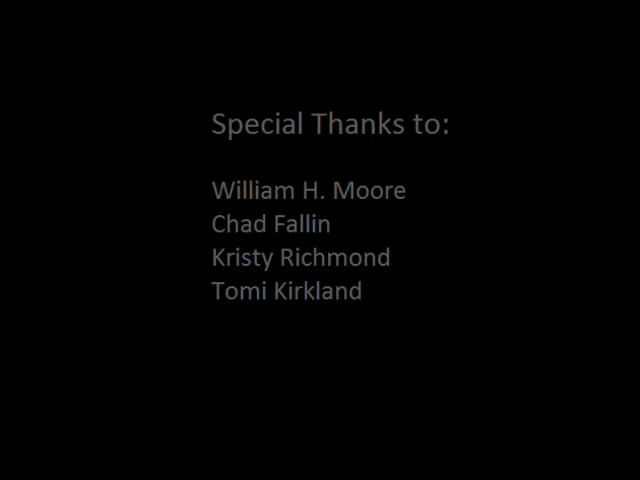 Special Thanks to:
William H. Moore
Chad Fallin
Kristy Richmond
Tomi Kirkland